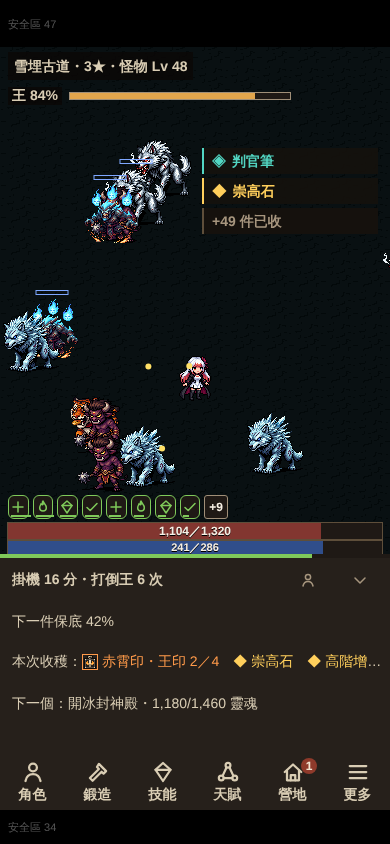 安全區 47
雪埋古道・3★・怪物 Lv 48
王 84%
判官筆
崇高石
+49 件已收
+9
1,104／1,320
241／286
掛機 16 分・打倒王 6 次
下一件保底 42%
本次收穫：赤霄印・王印 2／4 崇高石 高階增…
下一個：開冰封神殿・1,180/1,460 靈魂
1
角色 鍛造 技能 天賦 營地 更多
安全區 34